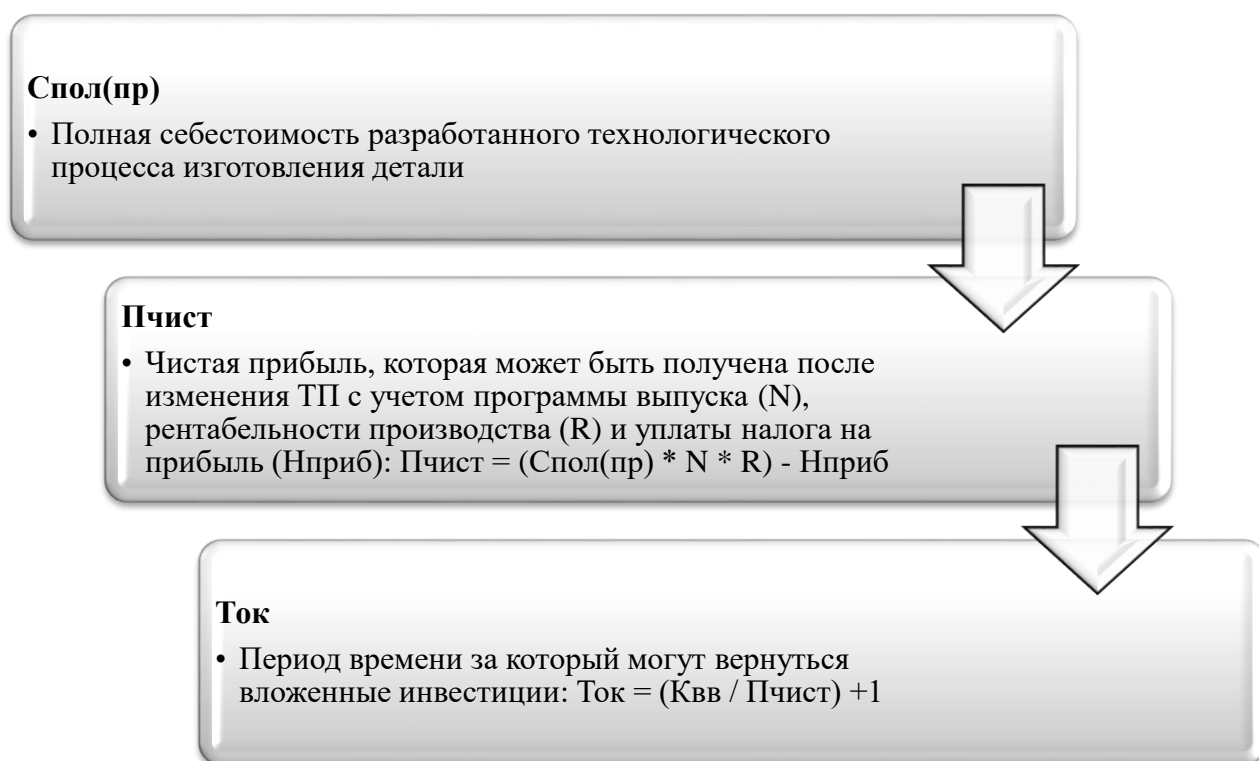 Спол(пр)
• Полная себестоимость разработанного технологического
процесса изготовления детали
Пчист
• Чистая прибыль, которая может быть получена после
изменения ТП с учетом программы выпуска (N),
рентабельности производства (R) и уплаты налога на
прибыль (Нприб): Пчист = (Спол(пр) * N * R) - Нприб
Ток
• Период времени за который могут вернуться
вложенные инвестиции: Ток = (Квв / Пчист) +1